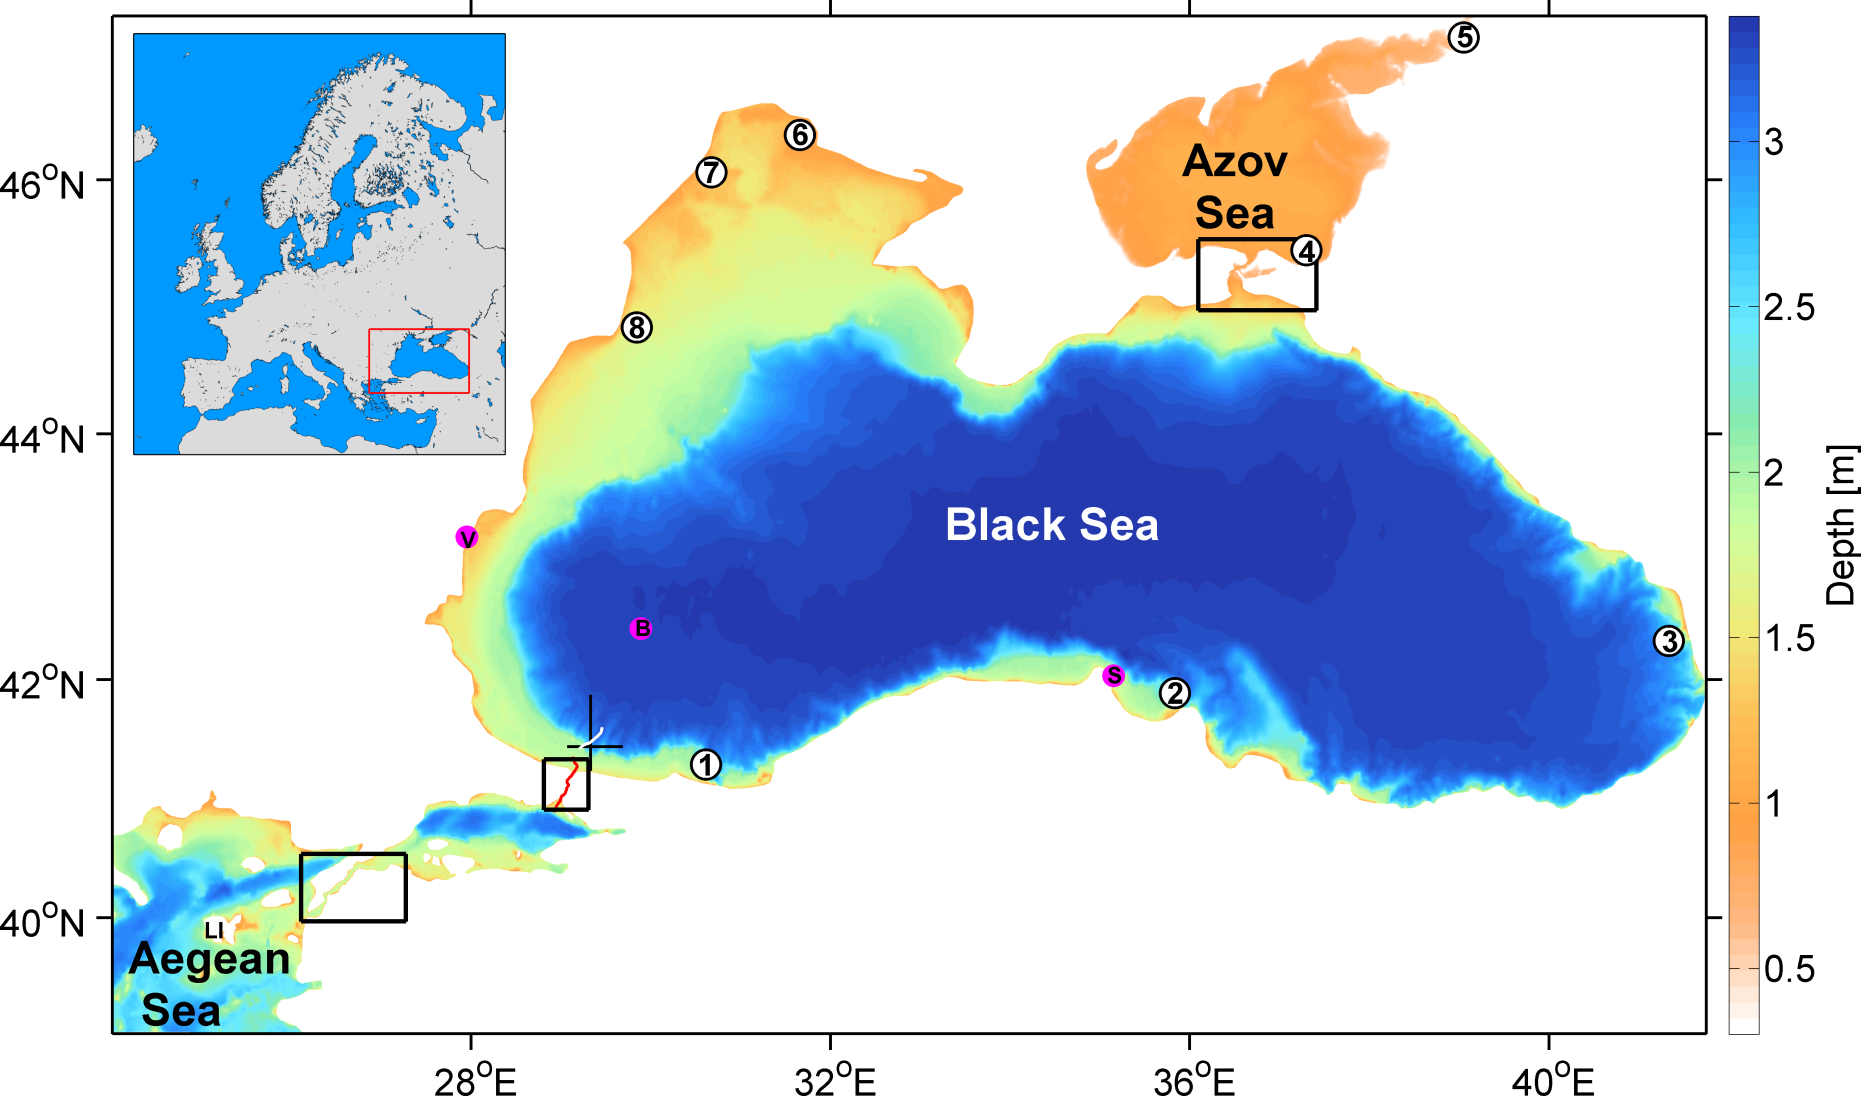 5
6
Azov
Sea
7
46°N
4
8
44°N
Black Sea
V
B
3
S
2
42°N
1
LI
40°N
Aegean
Sea
28°E
32°E
36°E
40°E
3
2.5
2
1.5
1
0.5
Depth [m]